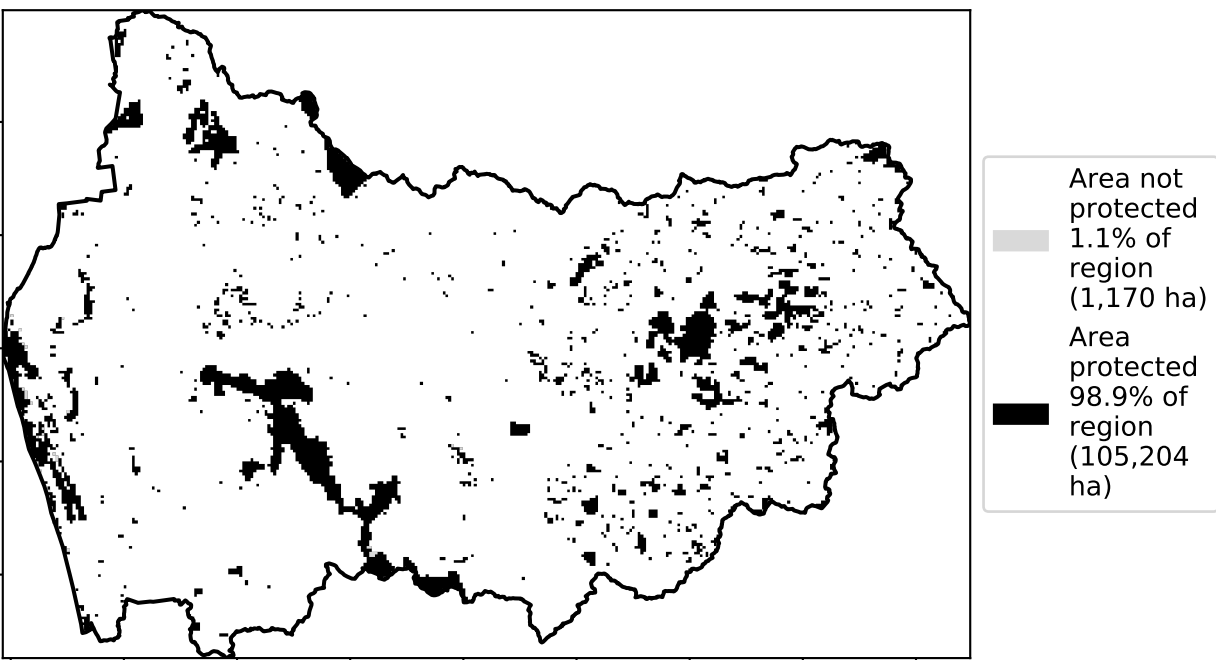 Area not
protected
1.1% of
region
(1,170 ha)
Area
protected
98.9% of
region
(105,204
ha)